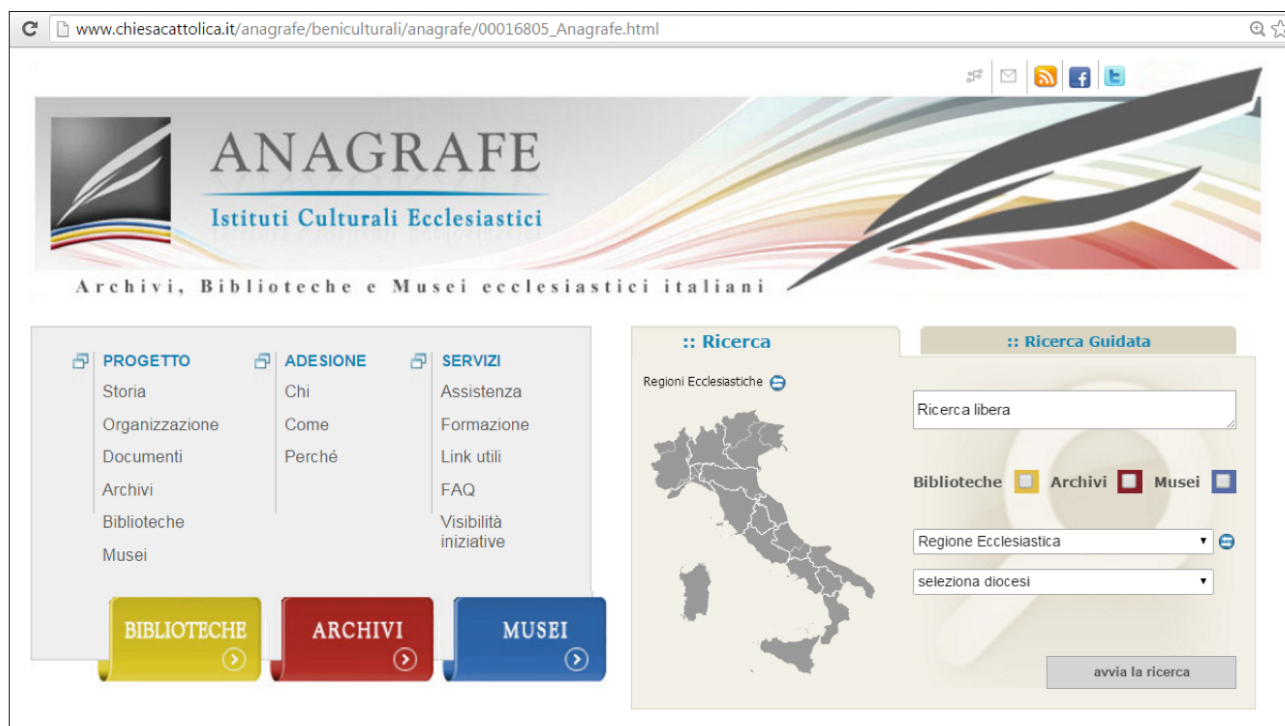 www.chiesacattolica.it/anagrafe/beniculturali/anagrafe/00016805_Anagrafe.html
ANAGRAFE
Istituti Culturali Ecclesiastici
Archivi, Biblioteche e Musei ecclesiastici italiani
PROGETTO
Storia
Organizzazione
Documenti
Archivi
Biblioteche
Musei
ADESIONE
Chi
Come
Perché
SERVIZI
Assistenza
Formazione
Link utili
FAQ
Visibilità
iniziative
BIBLIOTECHE
ARCHIVI
MUSEI
:: Ricerca
:: Ricerca Guidata
Regioni Ecclesiastiche
Ricerca libera
Biblioteche Archivi Musei
Regione Ecclesiastica
seleziona diocesi
avvia la ricerca